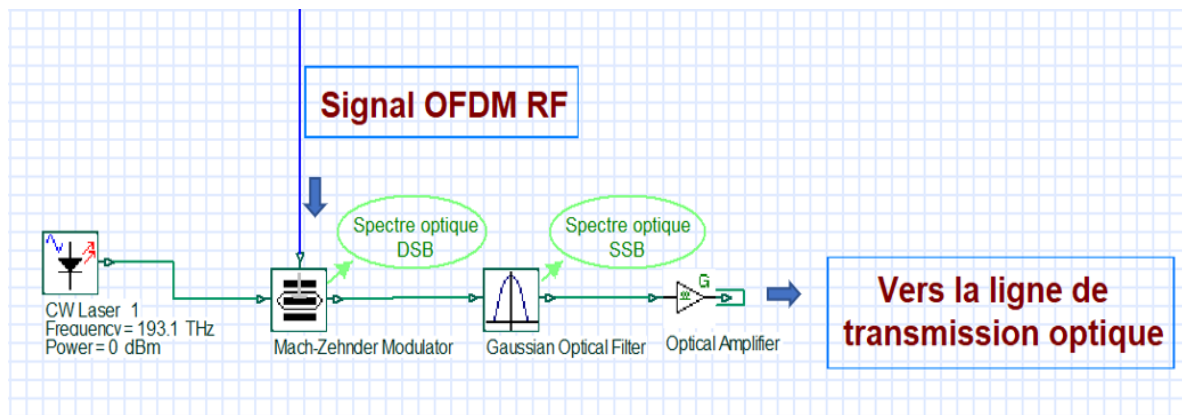 Signal OFDM RF
Spectre optique
DSB
Spectre optique
SSB
G
CW Laser 1
Frequency = 193.1 THz
Power = 0 dBm
Mach-Zehnder Modulator
Gaussian Optical Filter
Optical Amplifier
Vers la ligne de
transmission optique